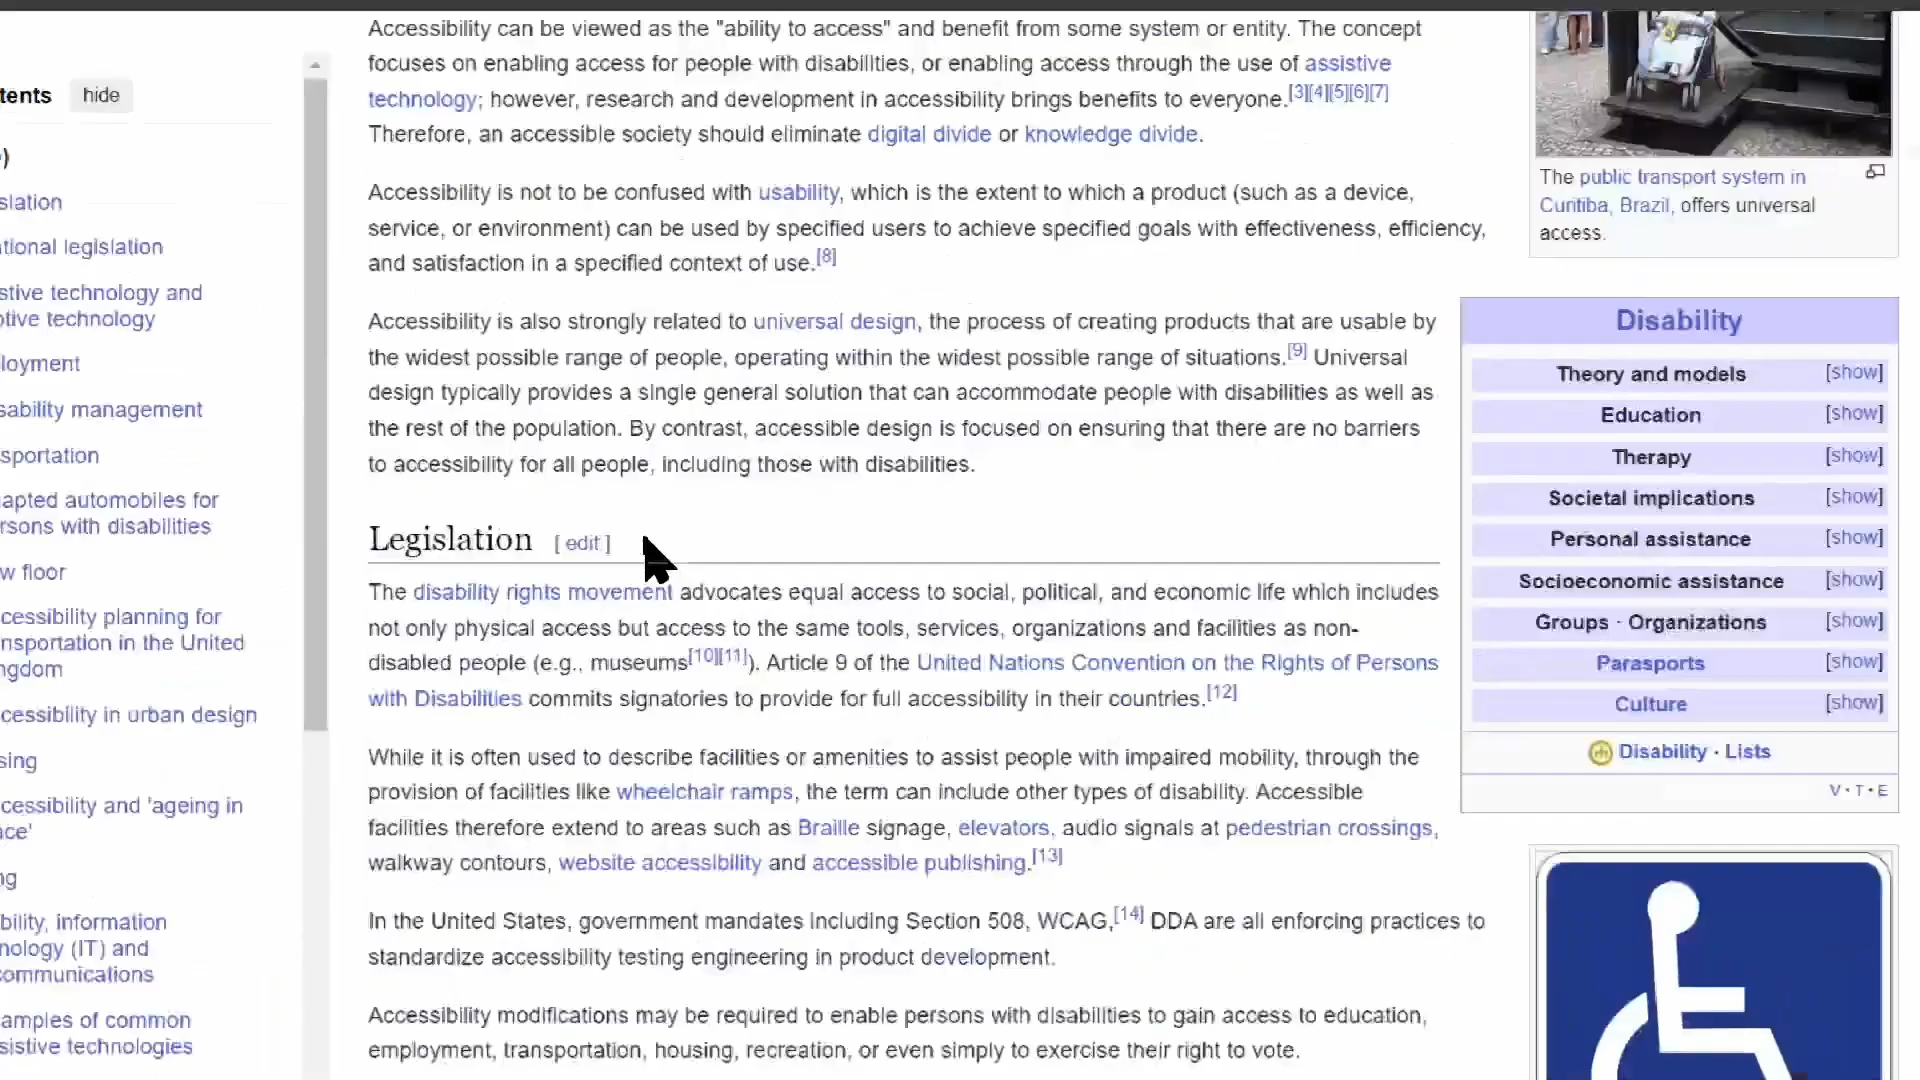 tents hide
)
slation
tional legislation
stive technology and
ptive technology
loyment
sability management
sportation
apted automobiles for
rsons with disabilities
w floor
cessibility planning for
nsportation in the United
ngdom
cessibility in urban design
sing
cessibility and 'ageing in
ace'
ng
bility, information
nology (IT) and
communications
amples of common
sistive technologies
Accessibility can be viewed as the "ability to access" and benefit from some system or entity. The concept
focuses on enabling access for people with disabilities, or enabling access through the use of assistive
technology; however, research and development in accessibility brings benefits to everyone.[3][4][5][6][7]
Therefore, an accessible society should eliminate digital divide or knowledge divide.
Accessibility is not to be confused with usability, which is the extent to which a product (such as a device,
service, or environment) can be used by specified users to achieve specified goals with effectiveness, efficiency,
and satisfaction in a specified context of use.[8]
Accessibility is also strongly related to universal design, the process of creating products that are usable by
the widest possible range of people, operating within the widest possible range of situations.[9] Universal
design typically provides a single general solution that can accommodate people with disabilities as well as
the rest of the population. By contrast, accessible design is focused on ensuring that there are no barriers
to accessibility for all people, including those with disabilities.
Legislation [ edit ]
The disability rights movement advocates equal access to social, political, and economic life which includes
not only physical access but access to the same tools, services, organizations and facilities as non-
disabled people (e.g., museums[10][11]). Article 9 of the United Nations Convention on the Rights of Persons
with Disabilities commits signatories to provide for full accessibility in their countries.[12]
While it is often used to describe facilities or amenities to assist people with impaired mobility, through the
provision of facilities like wheelchair ramps, the term can include other types of disability. Accessible
facilities therefore extend to areas such as Braille signage, elevators, audio signals at pedestrian crossings,
walkway contours, website accessibility and accessible publishing.[13]
In the United States, government mandates including Section 508, WCAG,[14] DDA are all enforcing practices to
standardize accessibility testing engineering in product development.
Accessibility modifications may be required to enable persons with disabilities to gain access to education,
employment, transportation, housing, recreation, or even simply to exercise their right to vote.
The public transport system in
Curitiba, Brazil, offers universal
access.
Disability
Theory and models [show]
Education [show]
Therapy [show]
Societal implications [show]
Personal assistance [show]
Socioeconomic assistance [show]
Groups · Organizations [show]
Parasports [show]
Culture [show]
Disability · Lists
V · T · E